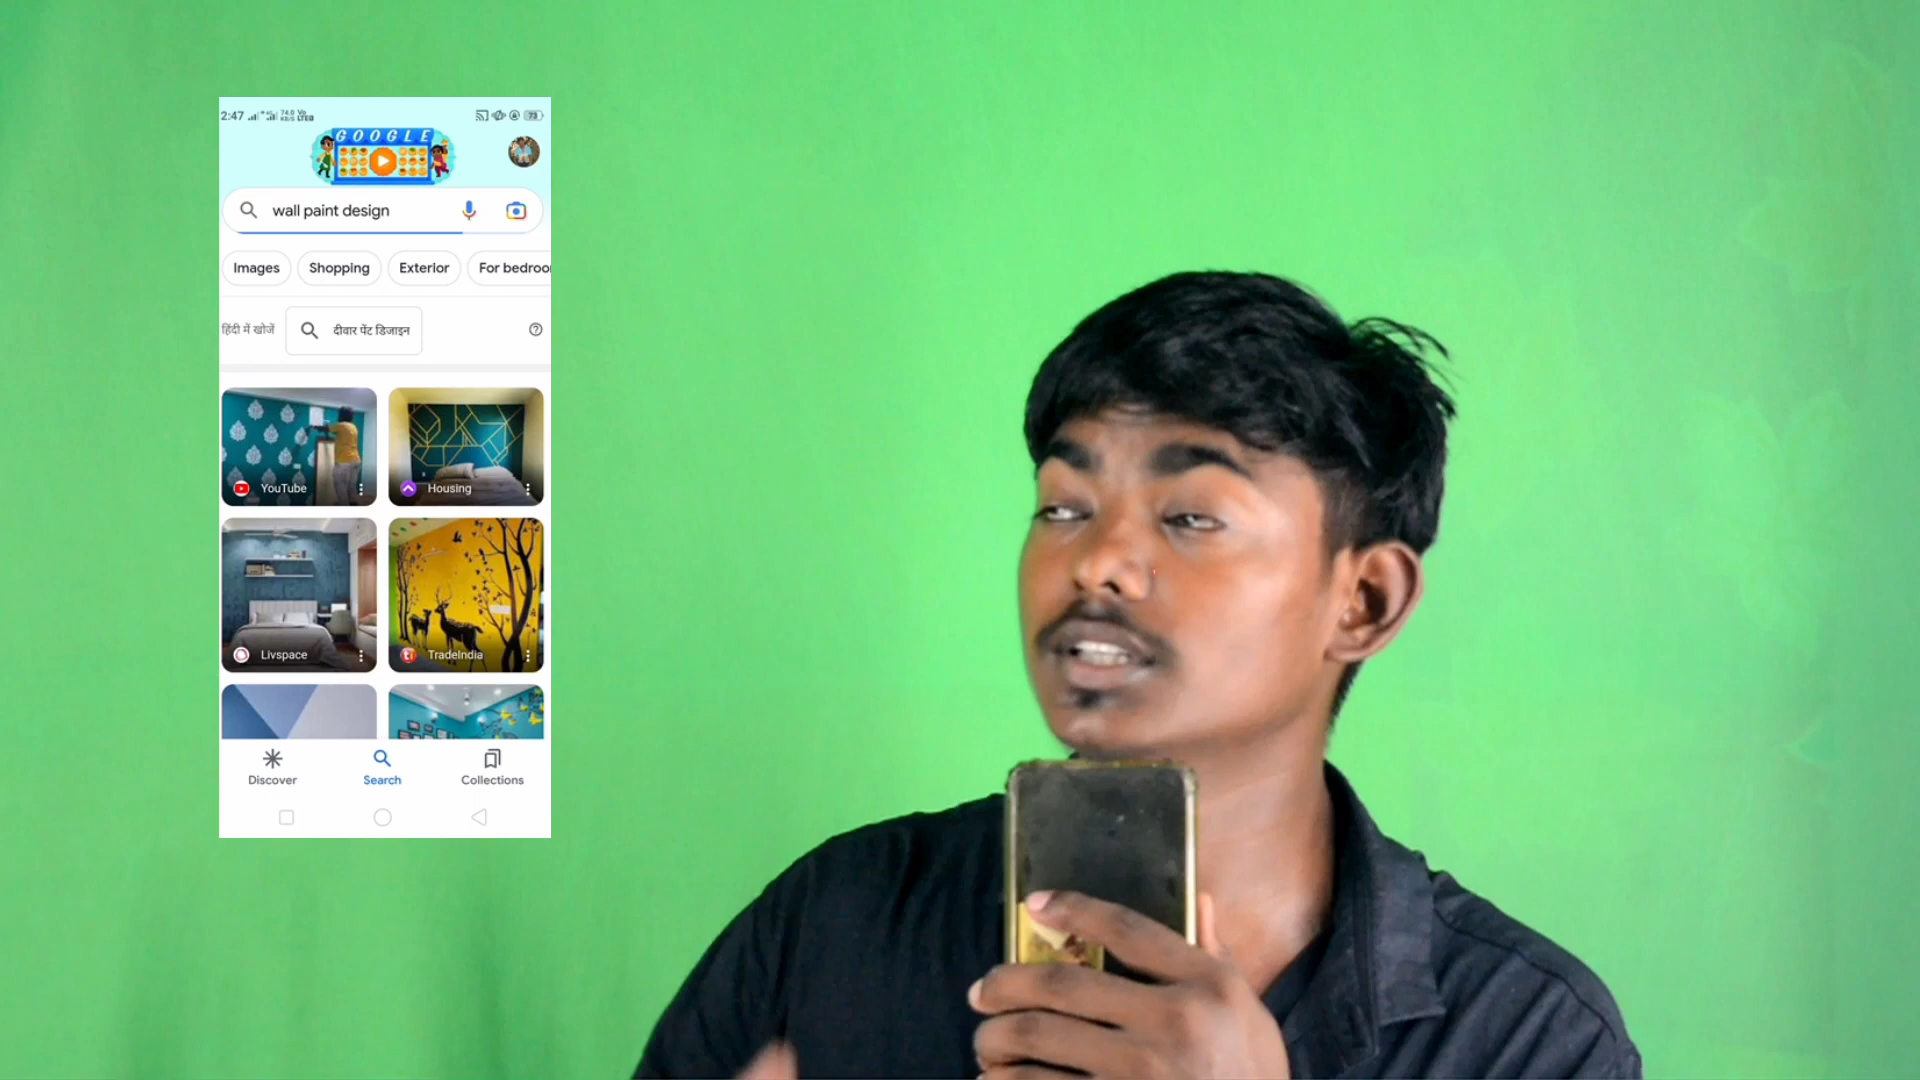 2:47
73
GOOGLE
wall paint design
Images Shopping Exterior For bedroo
हिंदी में खोजें दीवार पेंट डिजाइन
YouTube Housing
Livspace TradeIndia
Discover Search Collections